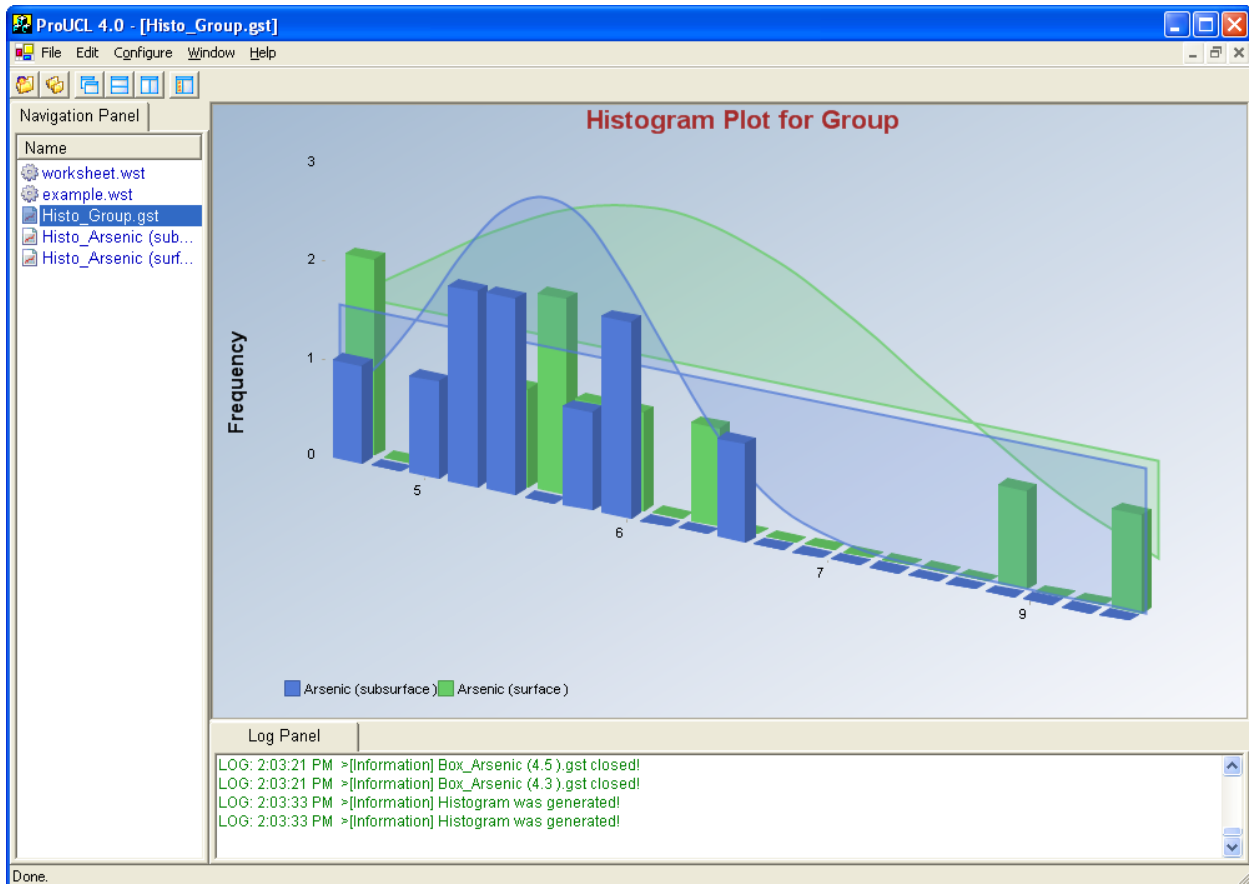 ProUCL 4.0 - [Histo_Group.gst]
File Edit Configure Window Help
Navigation Panel
Name
worksheet.wst
example.wst
Histo_Group.gst
Histo_Arsenic (sub...
Histo_Arsenic (surf...
Histogram Plot for Group
3
2
1
0
Frequency
5
6
7
9
Arsenic (subsurface ) Arsenic (surface )
Log Panel
LOG: 2:03:21 PM >[Information] Box_Arsenic (4.5 ).gst closed!
LOG: 2:03:21 PM >[Information] Box_Arsenic (4.3 ).gst closed!
LOG: 2:03:33 PM >[Information] Histogram was generated!
LOG: 2:03:33 PM >[Information] Histogram was generated!
Done.